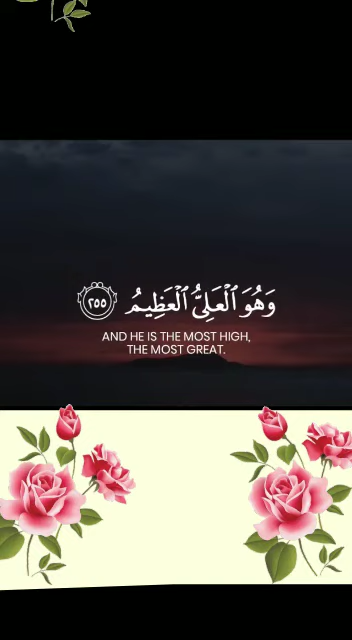 وَهُوَ ٱلْعَلِىُّ ٱلْعَظِيمُ ٢٥٥
AND HE IS THE MOST HIGH,
THE MOST GREAT.